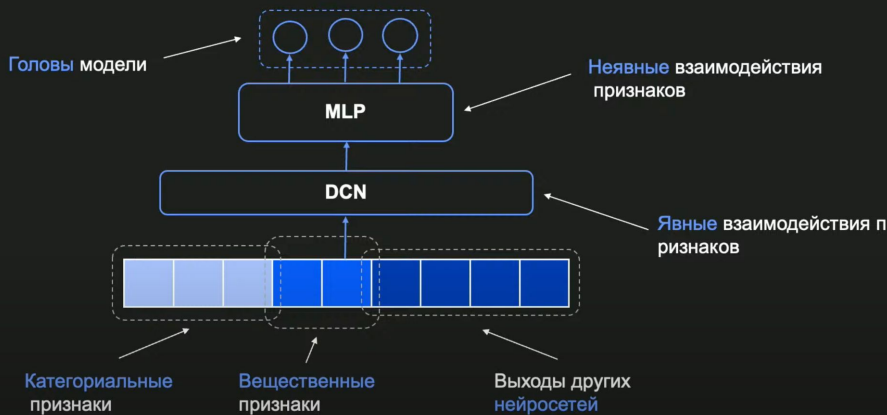 Головы модели
Неявные взаимодействия
признаков
MLP
DCN
Явные взаимодействия п
ризнаков
Категориальные
признаки
Вещественные
признаки
Выходы других
нейросетей